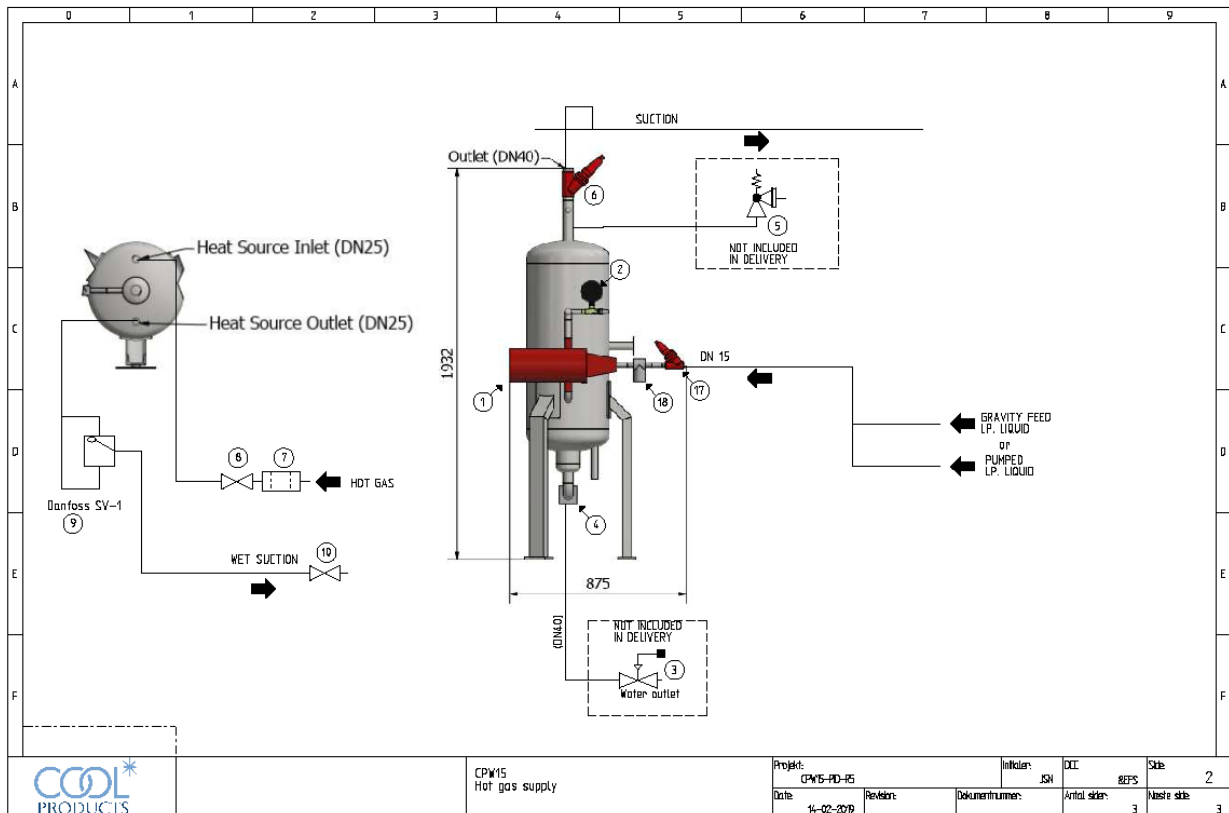 0 1 2 3 4 5 6 7 8 9
A A
SUCTION
Outlet (DN40)
6
B B
5
NOT INCLUDED
IN DELIVERY
Heat Source Inlet (DN25)
2
C C
Heat Source Outlet (DN25)
1932
DN 15
1
18
17
GRAVITY FEED
LP. LIQUID
or
PUMPED
LP. LIQUID
D D
8
7
HOT GAS
Danfoss SV-1
9
4
WET SUCTION
10
E E
875
(DN40)
NOT INCLUDED
IN DELIVERY
3
Water outlet
F F
COOL
PRODUCTS
CPW15
Hot gas supply
Projekt:
CPW15-PID-R5
Initialer:
JSN
DCC
&EFS
Side:
2
Date:
14-02-2019
Revision:
Dokumentnummer:
Antal sider:
3
Næste side:
3